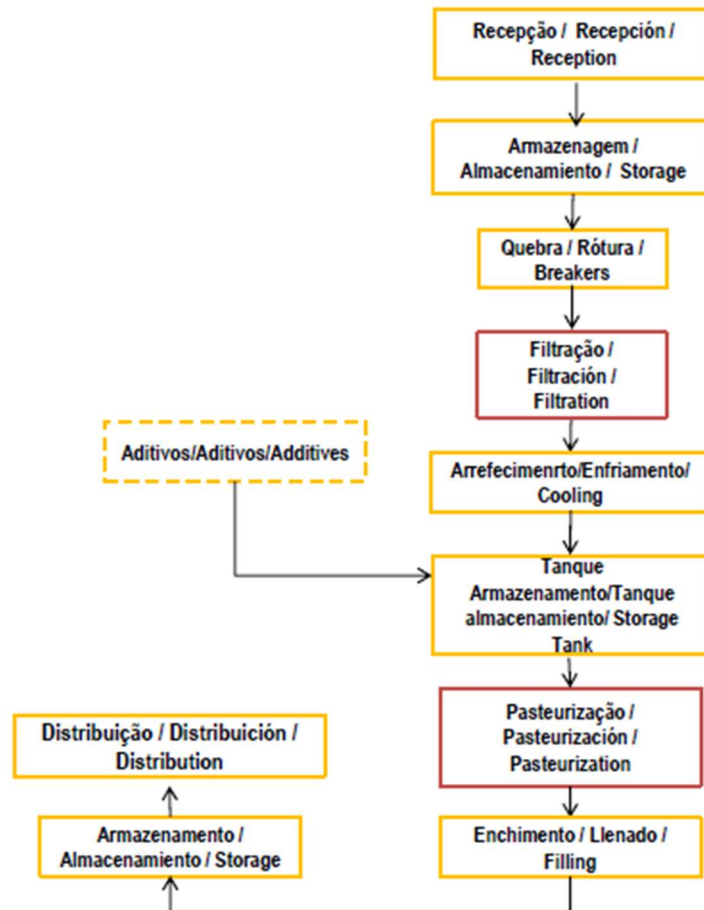 Recepção / Recepción /
Reception
Armazenagem /
Almacenamiento / Storage
Quebra / Rótura /
Breakers
Filtração /
Filtración /
Filtration
Aditivos/Aditivos/Additives
Arrefecimenrto/Enfriamento/
Cooling
Tanque
Armazenamento/Tanque
almacenamiento/ Storage
Tank
Pasteurização /
Pasteurización /
Pasteurization
Enchimento / Llenado /
Filling
Armazenamento /
Almacenamiento / Storage
Distribuição / Distribuición /
Distribution